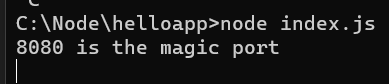 C:\Node\helloapp>node index.js
8080 is the magic port